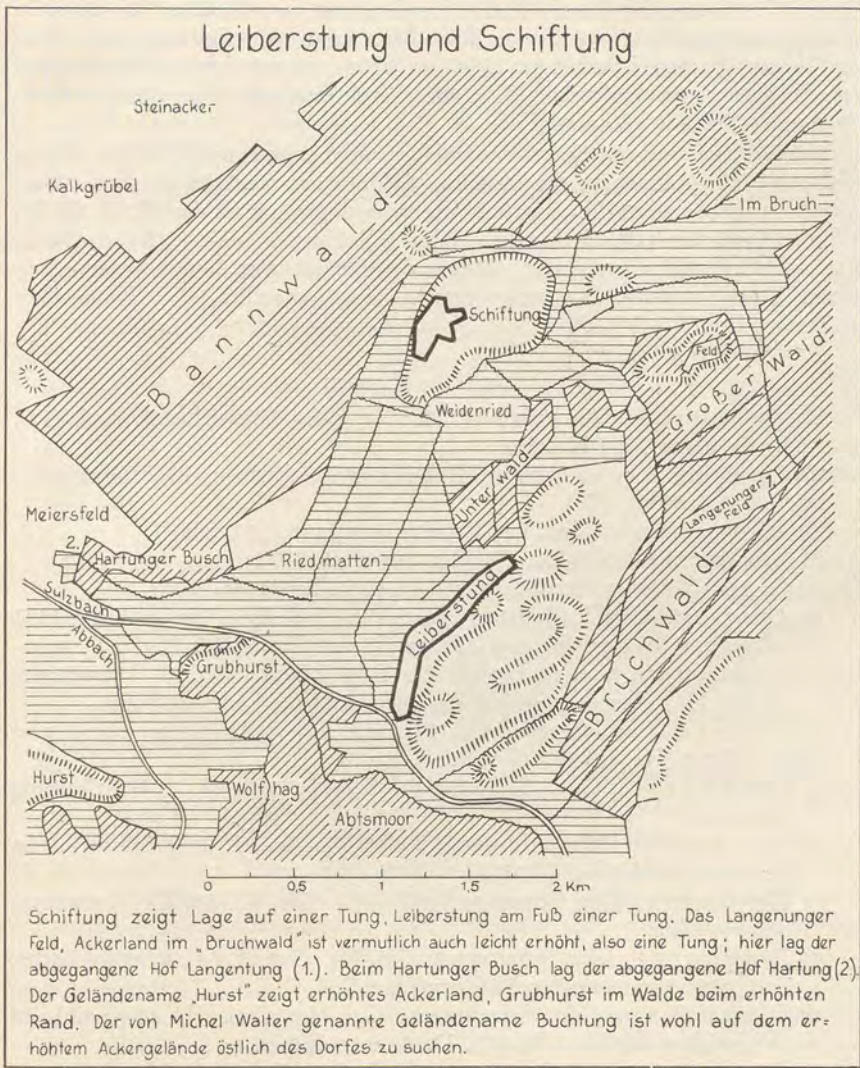 Leiberstung und Schiftung
Steinacker
Kalkgrübel
Bannwald
Im Bruch
Schiftung
Feld
Großer Wald
Weidenried
Unterwald
Langenunger 1.
Feld
Meiersfeld
2.
Hartunger Busch
Riedmatten
Sulzbach
Abbach
Leiberstung
Bruchwald
Grubhurst
Hurst
Wolfhag
Abtsmoor
0 0,5 1 1,5 2 Km
Schiftung zeigt Lage auf einer Tung, Leiberstung am Fuß einer Tung. Das Langenunger
Feld, Ackerland im „Bruchwald" ist vermutlich auch leicht erhöht, also eine Tung; hier lag der
abgegangene Hof Langentung (1.). Beim Hartunger Busch lag der abgegangene Hof Hartung (2).
Der Geländename „Hurst" zeigt erhöhtes Ackerland, Grubhurst im Walde beim erhöhten
Rand. Der von Michel Walter genannte Geländename Buchtung ist wohl auf dem er=
höhtem Ackergelände östlich des Dorfes zu suchen.